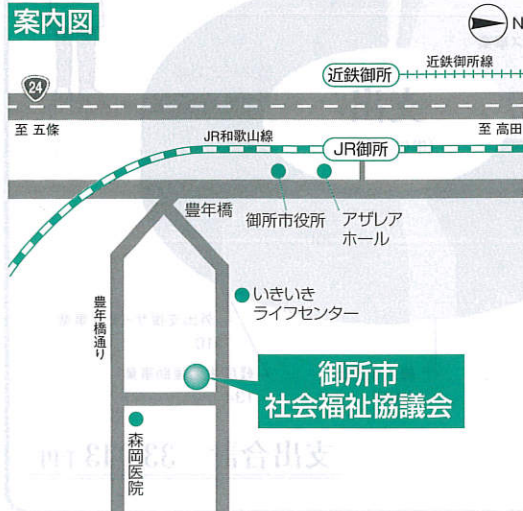 案内図
N
近鉄御所線
近鉄御所
24
至 五條
至 高田
JR和歌山線
JR御所
豊年橋
御所市役所
アザレア
ホール
いきいき
ライフセンター
豊年橋通り
御所市
社会福祉協議会
森岡医院